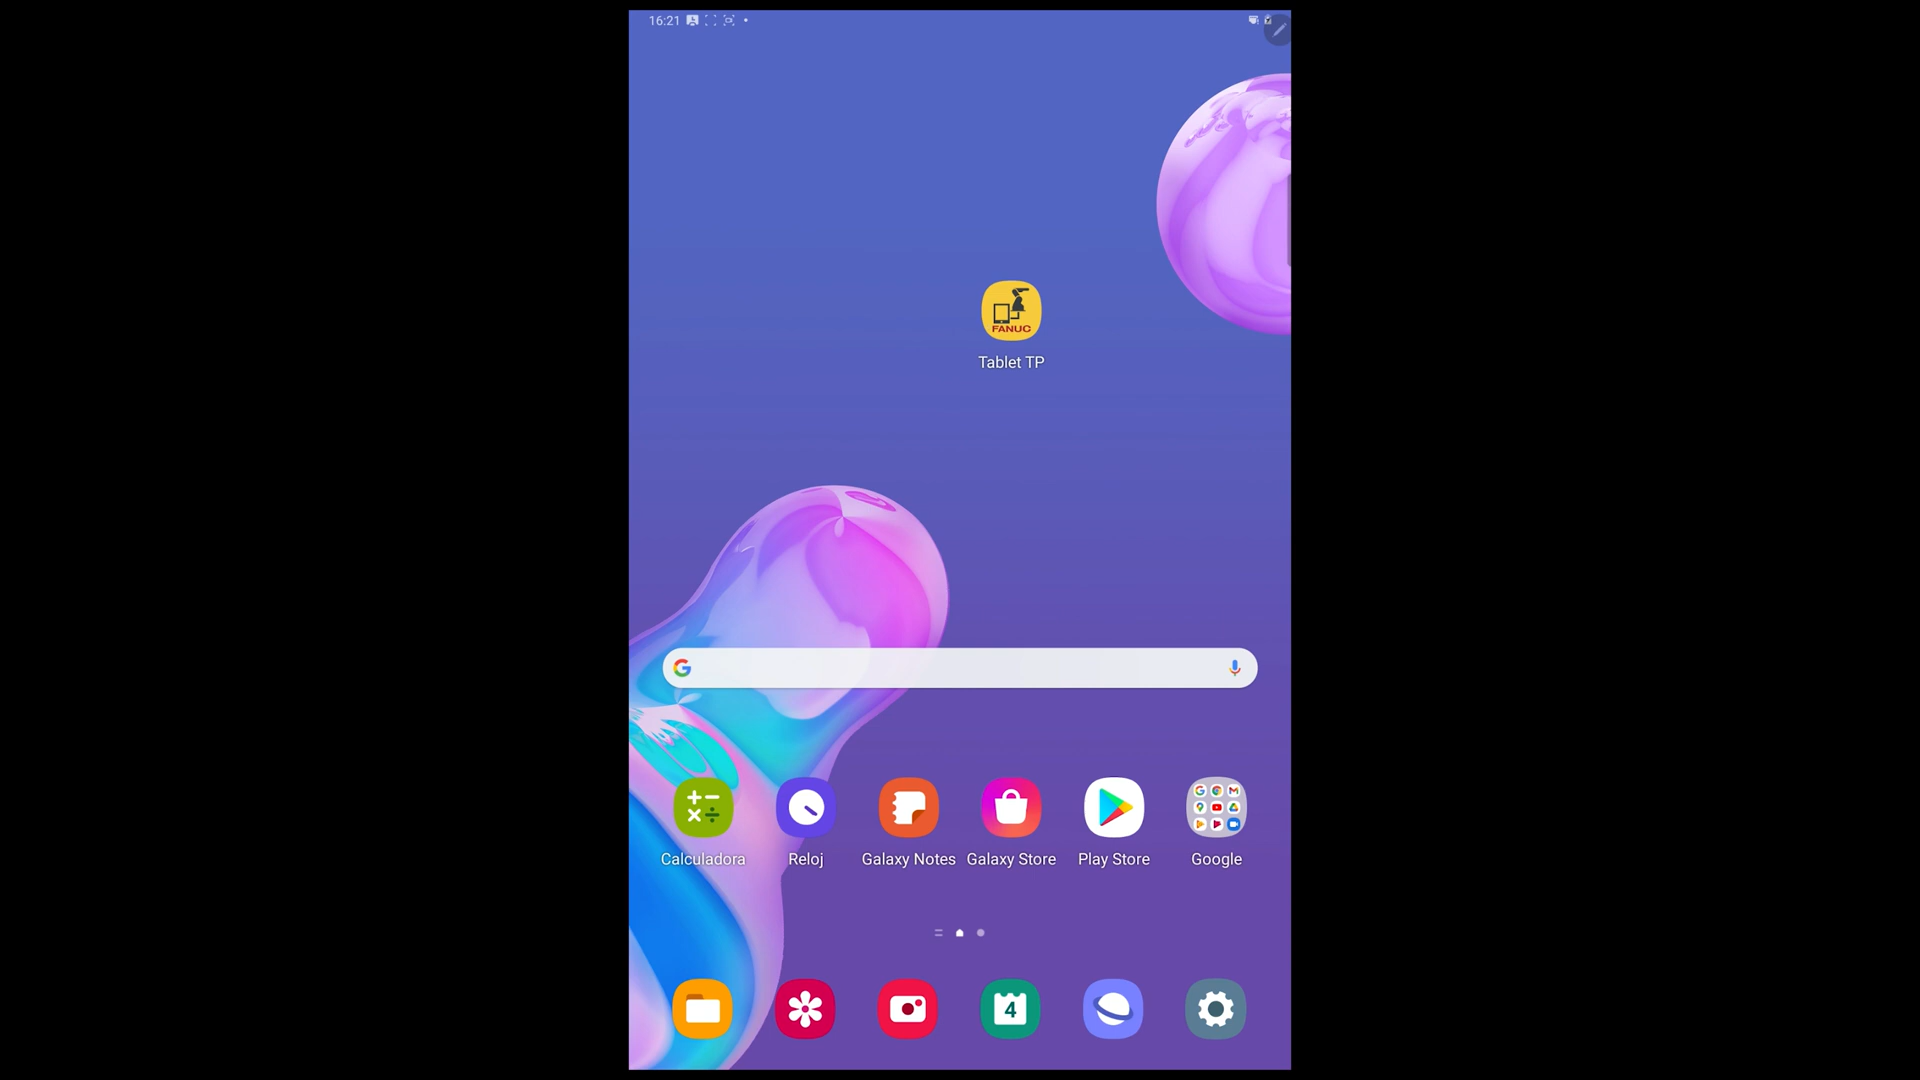 16:21
FANUC
Tablet TP
Calculadora
Reloj
Galaxy Notes
Galaxy Store
Play Store
Google
4